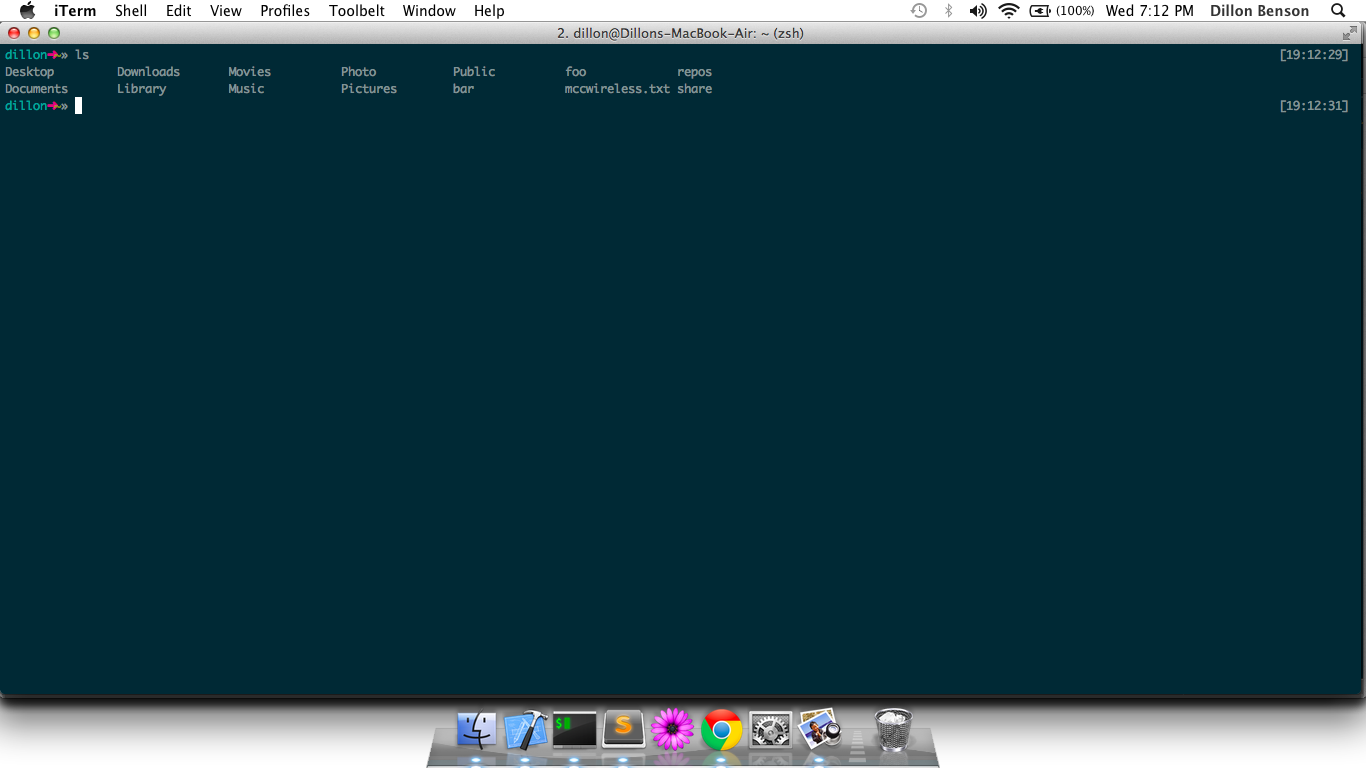 iTerm Shell Edit View Profiles Toolbelt Window Help (100%) Wed 7:12 PM Dillon Benson
2. dillon@Dillons-MacBook-Air: ~ (zsh)
dillon➜~» ls [19:12:29]
Desktop Downloads Movies Photo Public foo repos
Documents Library Music Pictures bar mccwireless.txt share
dillon➜~» [19:12:31]
$
S